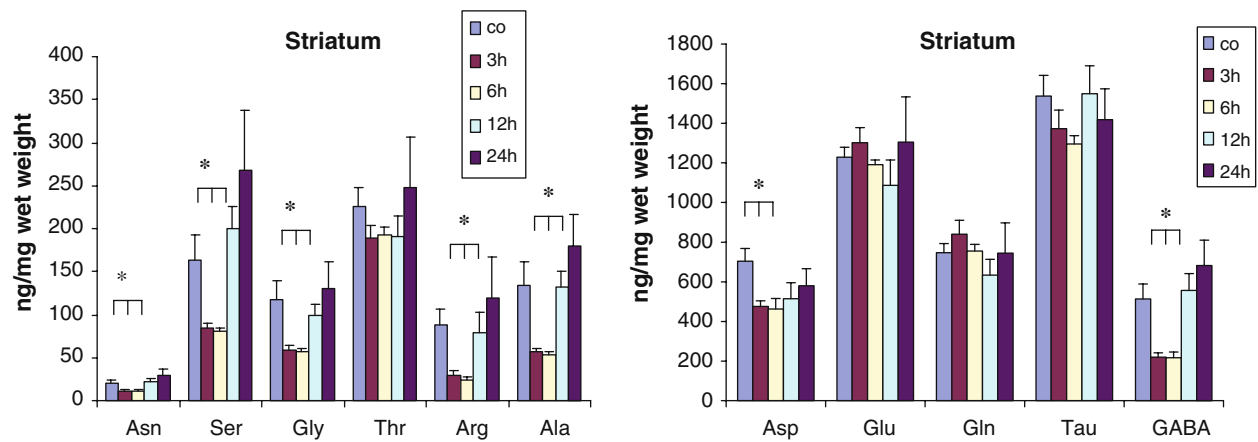 Striatum
co
3h
6h
12h
24h
ng/mg wet weight
400
350
300
250
200
150
100
50
0
*
*
*
*
*
Asn Ser Gly Thr Arg Ala
Striatum
co
3h
6h
12h
24h
ng/mg wet weight
1800
1600
1400
1200
1000
800
600
400
200
0
*
*
Asp Glu Gln Tau GABA